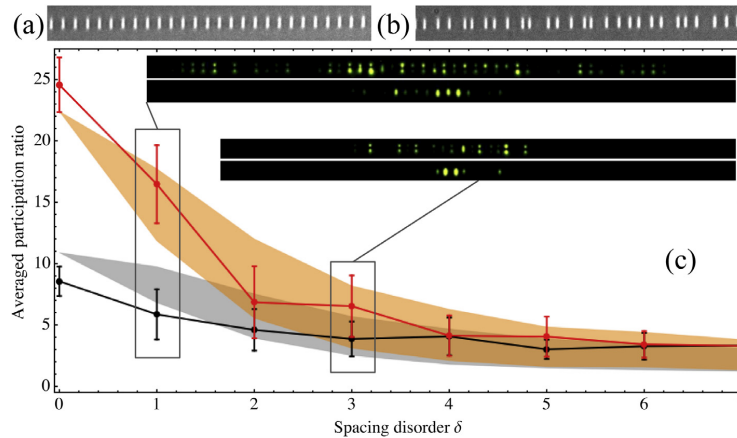 (a)
(b)
25
20
15
10
5
0
Averaged participation ratio
(c)
0 1 2 3 4 5 6
Spacing disorder δ